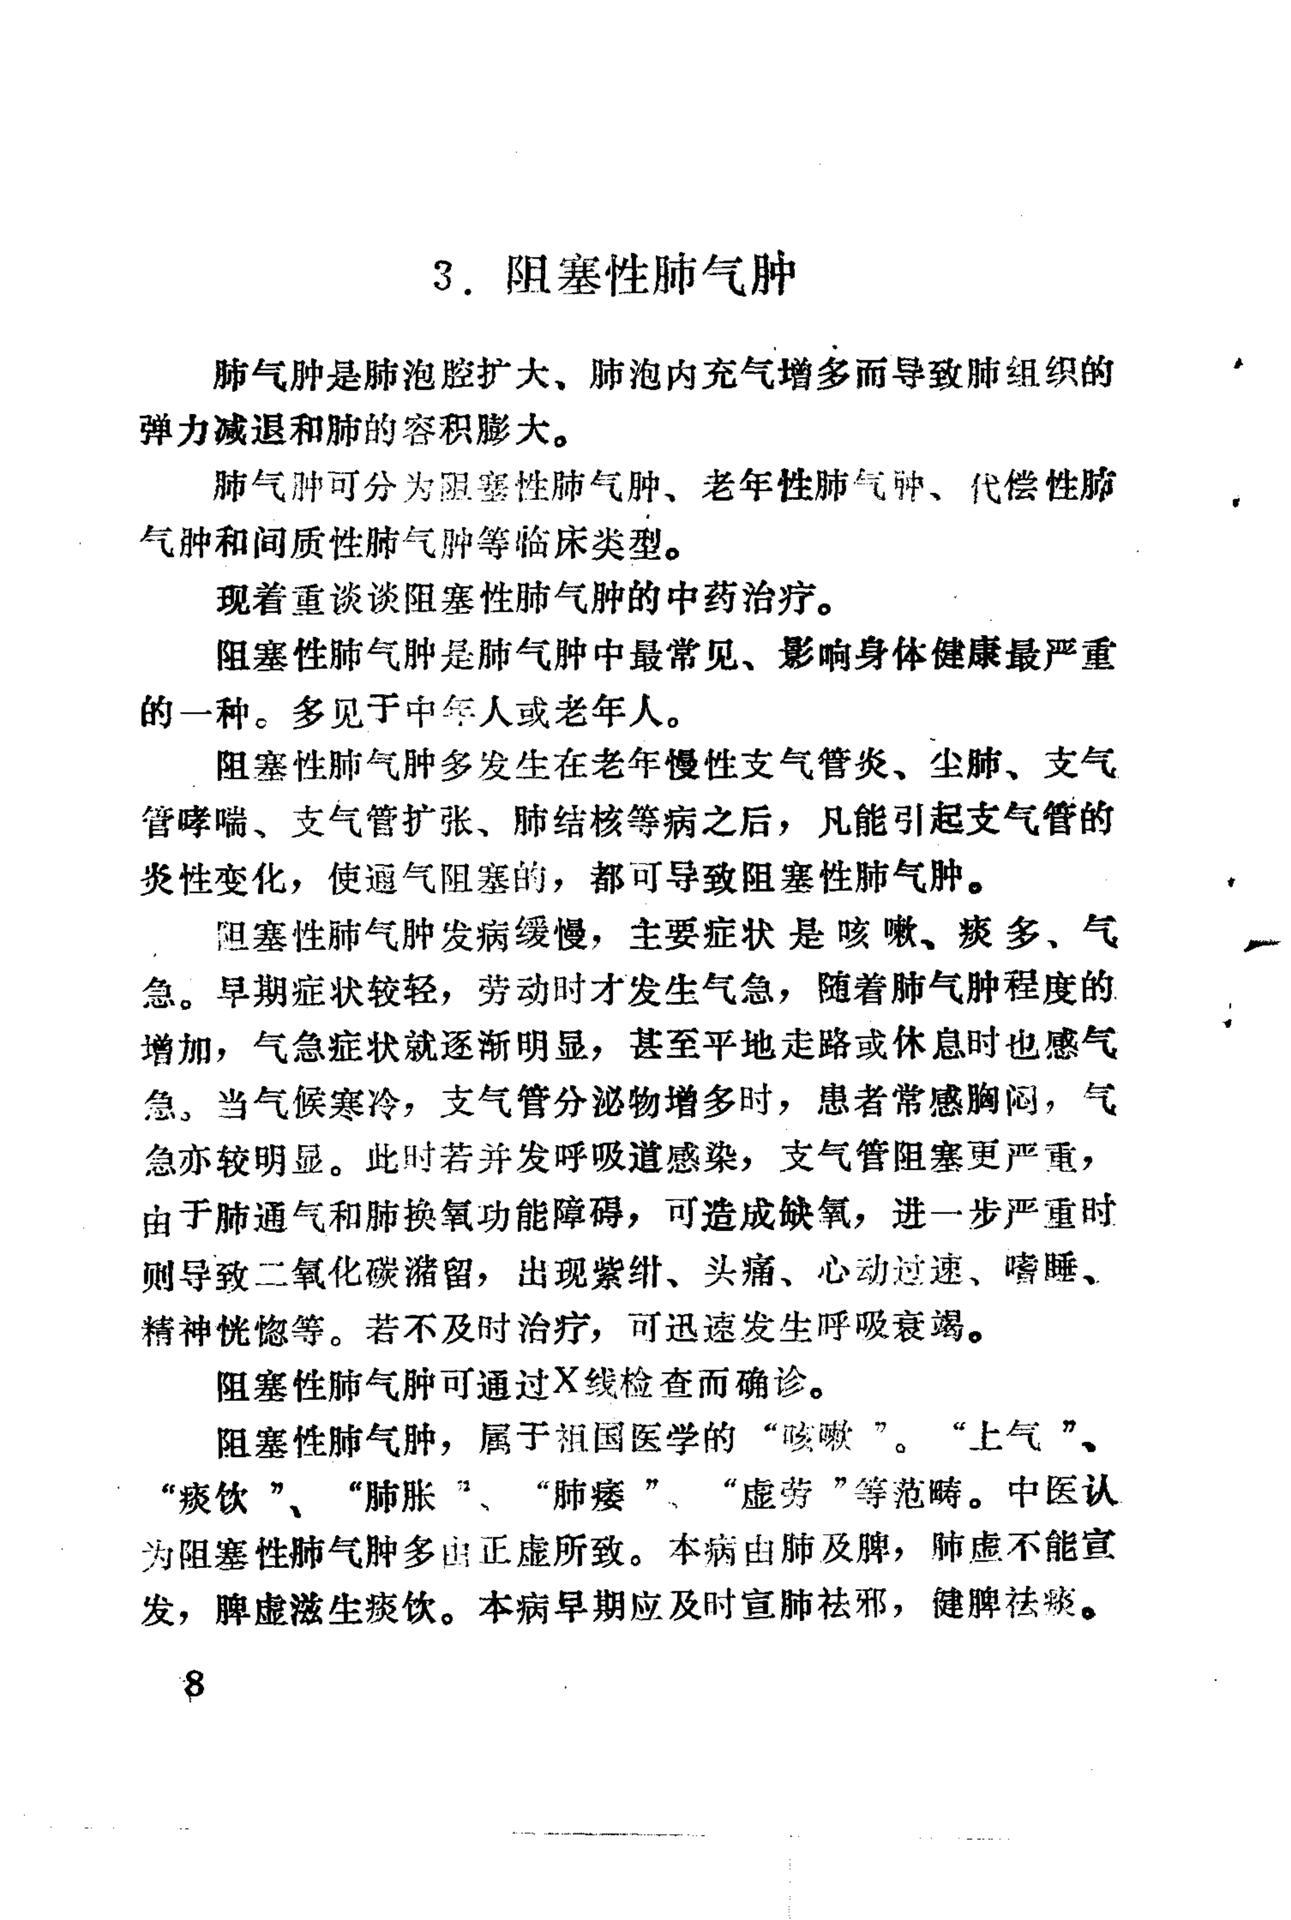 3．阻塞性肺气肿
肺气肿是肺泡腔扩大、肺泡内充气增多而导致肺组织的
弹力减退和肺的容积膨大。
肺气肿可分为阻塞性肺气肿、老年性肺气肿、代偿性肺
气肿和间质性肺气肿等临床类型。
现着重谈谈阻塞性肺气肿的中药治疗。
阻塞性肺气肿是肺气肿中最常见、影响身体健康最严重
的一种。多见于中年人或老年人。
阻塞性肺气肿多发生在老年慢性支气管炎、尘肺、支气
管哮喘、支气管扩张、肺结核等病之后，凡能引起支气管的
炎性变化，使通气阻塞的，都可导致阻塞性肺气肿。
阻塞性肺气肿发病缓慢，主要症状是咳嗽、痰多、气
急。早期症状较轻，劳动时才发生气急，随着肺气肿程度的
增加，气急症状就逐渐明显，甚至平地走路或休息时也感气
急。当气候寒冷，支气管分泌物增多时，患者常感胸闷，气
急亦较明显。此时若并发呼吸道感染，支气管阻塞更严重，
由于肺通气和肺换氧功能障碍，可造成缺氧，进一步严重时
则导致二氧化碳潴留，出现紫绀、头痛、心动过速、嗜睡、
精神恍惚等。若不及时治疗，可迅速发生呼吸衰竭。
阻塞性肺气肿可通过X线检查而确诊。
阻塞性肺气肿，属于祖国医学的“咳嗽”。“上气”、
“痰饮”、“肺胀”、“肺痿”、“虚劳”等范畴。中医认
为阻塞性肺气肿多由正虚所致。本病由肺及脾，肺虚不能宣
发，脾虚滋生痰饮。本病早期应及时宣肺祛邪，健脾祛痰。
8